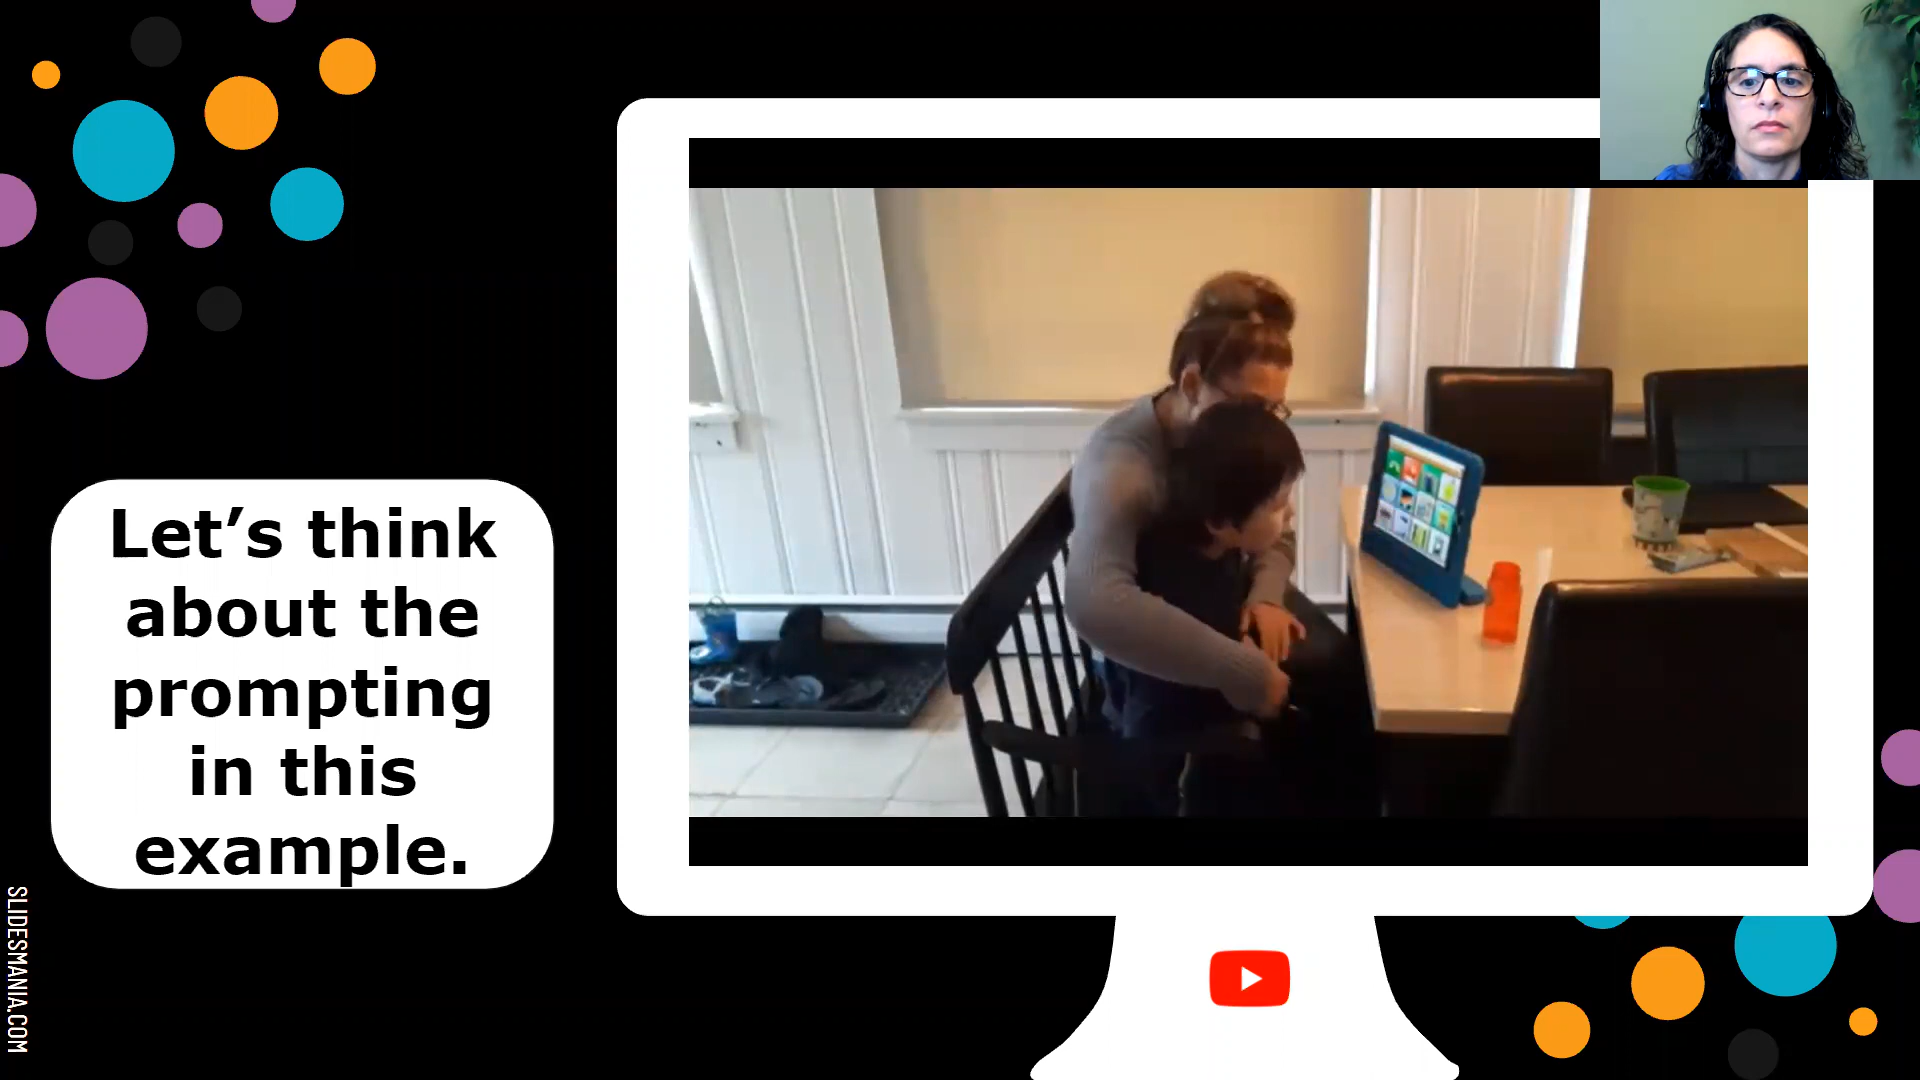 Let's think
about the
prompting
in this
example.
SLIDESMANIA.COM